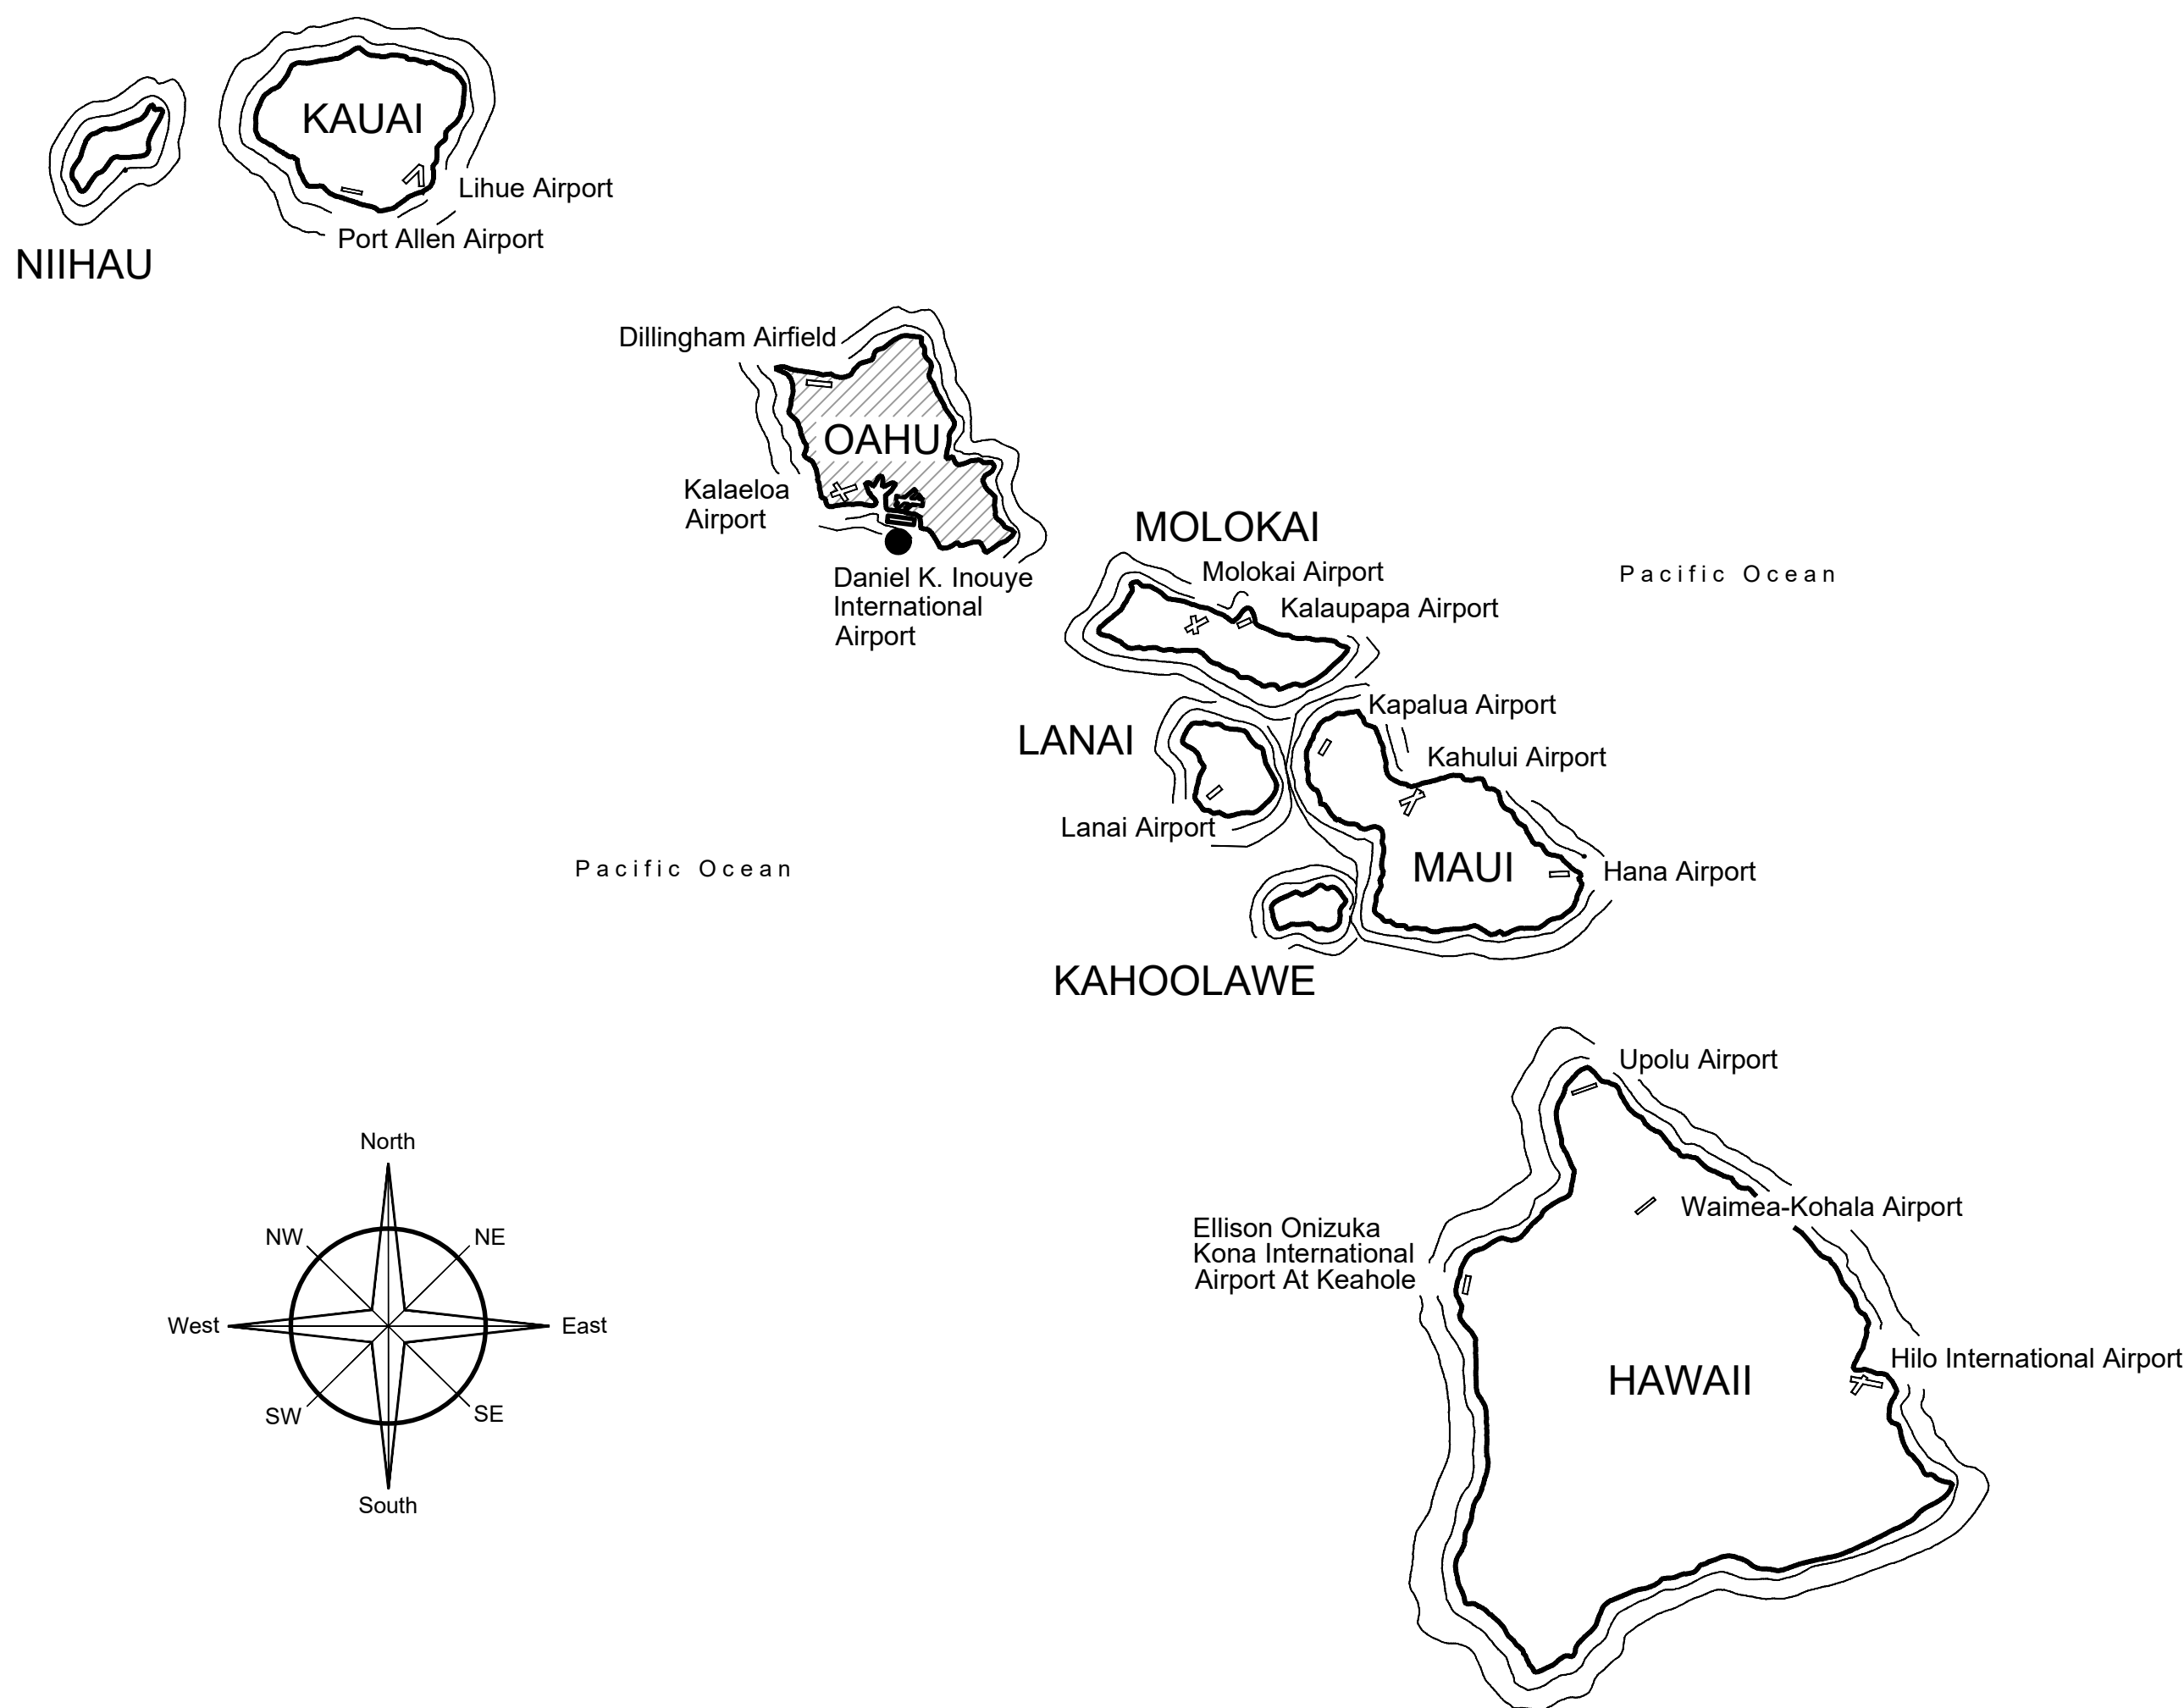 KAUAI
Lihue Airport
Port Allen Airport
NIIHAU
Dillingham Airfield
OAHU
Kalaeloa
Airport
Daniel K. Inouye
International
Airport
MOLOKAI
Molokai Airport
Kalaupapa Airport
Pacific Ocean
Kapalua Airport
LANAI
Kahului Airport
Lanai Airport
MAUI
Hana Airport
Pacific Ocean
KAHOOLAWE
Upolu Airport
Waimea-Kohala Airport
Ellison Onizuka
Kona International
Airport At Keahole
HAWAII
Hilo International Airport
North
NW
NE
West
East
SW
SE
South